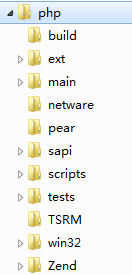 php
build
ext
main
netware
pear
sapi
scripts
tests
TSRM
win32
Zend